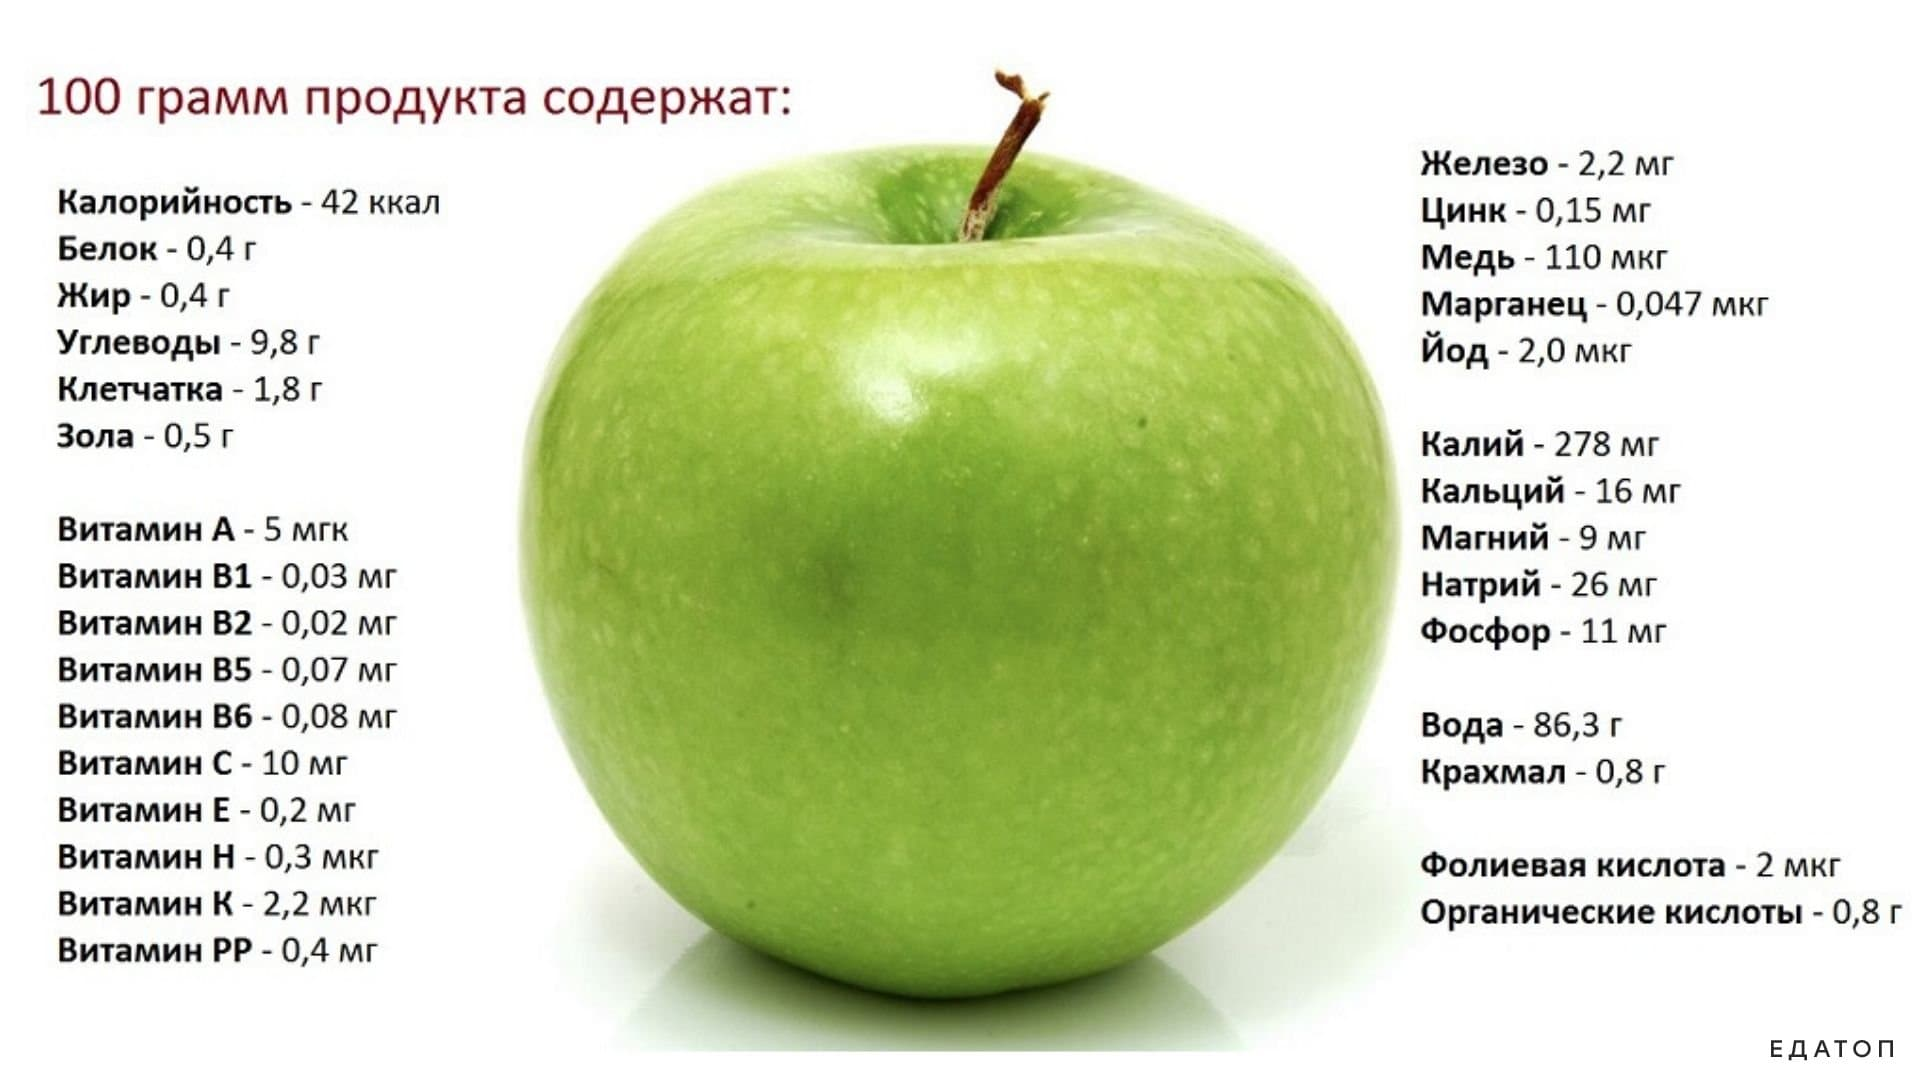 100 грамм продукта содержат:
Калорийность - 42 ккал
Белок - 0,4 г
Жир - 0,4 г
Углеводы - 9,8 г
Клетчатка - 1,8 г
Зола - 0,5 г
Витамин А - 5 мгк
Витамин В1 - 0,03 мг
Витамин В2 - 0,02 мг
Витамин В5 - 0,07 мг
Витамин В6 - 0,08 мг
Витамин С - 10 мг
Витамин Е - 0,2 мг
Витамин Н - 0,3 мкг
Витамин К - 2,2 мкг
Витамин РР - 0,4 мг
Железо - 2,2 мг
Цинк - 0,15 мг
Медь - 110 мкг
Марганец - 0,047 мкг
Йод - 2,0 мкг
Калий - 278 мг
Кальций - 16 мг
Магний - 9 мг
Натрий - 26 мг
Фосфор - 11 мг
Вода - 86,3 г
Крахмал - 0,8 г
Фолиевая кислота - 2 мкг
Органические кислоты - 0,8 г
ЕДАТОП